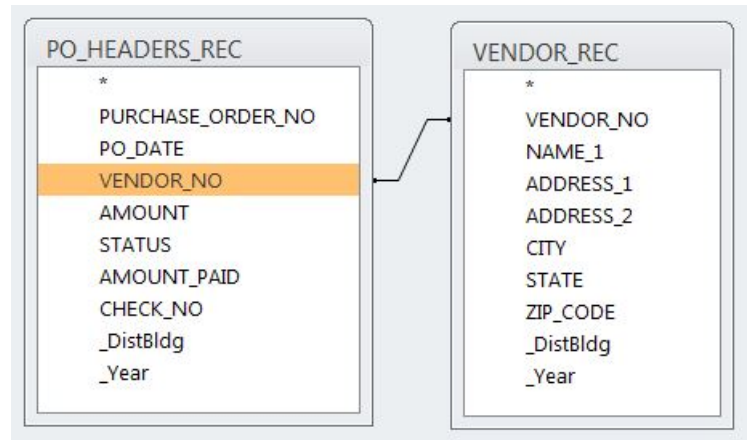 PO_HEADERS_REC
*
PURCHASE_ORDER_NO
PO_DATE
VENDOR_NO
AMOUNT
STATUS
AMOUNT_PAID
CHECK_NO
_DistBldg
_Year
VENDOR_REC
*
VENDOR_NO
NAME_1
ADDRESS_1
ADDRESS_2
CITY
STATE
ZIP_CODE
_DistBldg
_Year